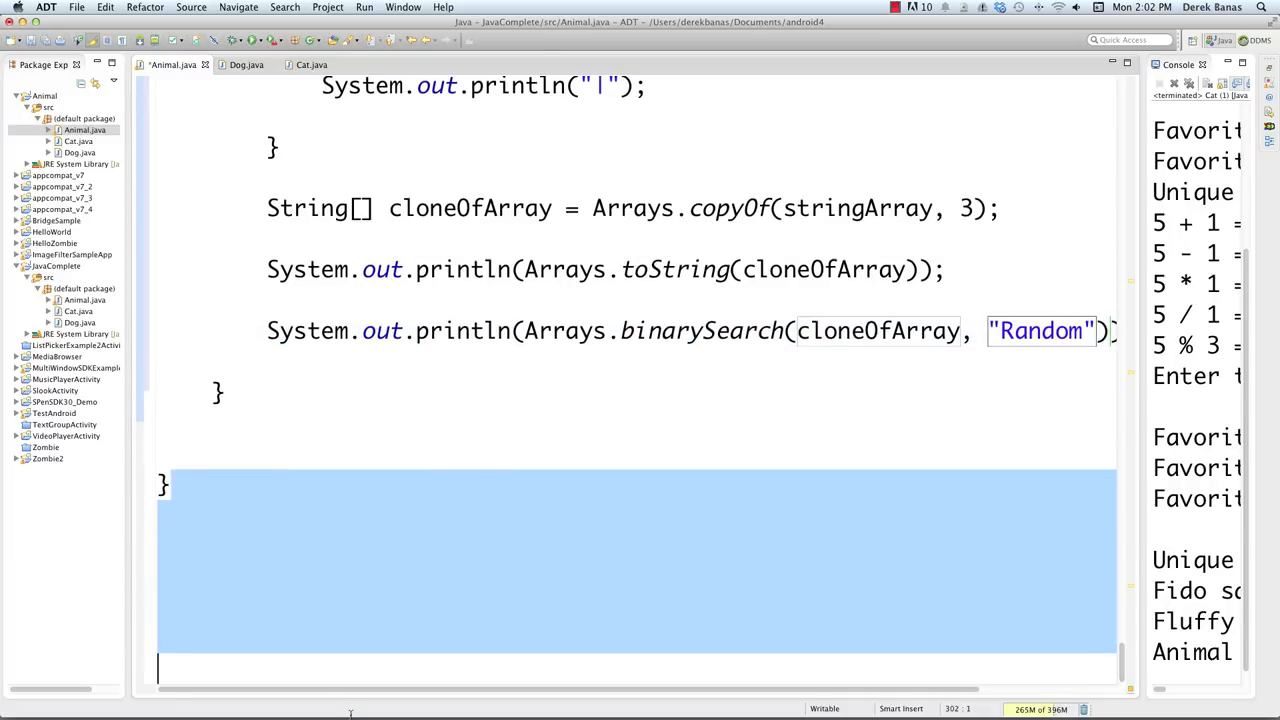 ADT File Edit Refactor Source Navigate Search Project Run Window Help 10 Mon 2:02 PM Derek Banas
Java – JavaComplete/src/Animal.java – ADT – /Users/derekbanas/Documents/android4
Quick Access Java DDMS
Package Exp
Animal
src
(default package)
Animal.java
Cat.java
Dog.java
JRE System Library [Ja
appcompat_v7
appcompat_v7_2
appcompat_v7_3
appcompat_v7_4
BridgeSample
HelloWorld
HelloZombie
ImageFilterSampleApp
JavaComplete
src
(default package)
Animal.java
Cat.java
Dog.java
JRE System Library [Ja
ListPickerExample2Activi
MediaBrowser
MultiWindowSDKExample
MusicPlayerActivity
SlookActivity
SPenSDK30_Demo
TestAndroid
TextGroupActivity
VideoPlayerActivity
Zombie
Zombie2
*Animal.java Dog.java Cat.java
System.out.println("|");
}
String[] cloneOfArray = Arrays.copyOf(stringArray, 3);
System.out.println(Arrays.toString(cloneOfArray));
System.out.println(Arrays.binarySearch(cloneOfArray, "Random"))
}
}
Console
<terminated> Cat (1) [Java
Favorit
Favorit
Unique
5 + 1 =
5 - 1 =
5 * 1 =
5 / 1 =
5 % 3 =
Enter t
Favorit
Favorit
Favorit
Unique
Fido sa
Fluffy
Animal
Writable Smart Insert 302 : 1 265M of 396M